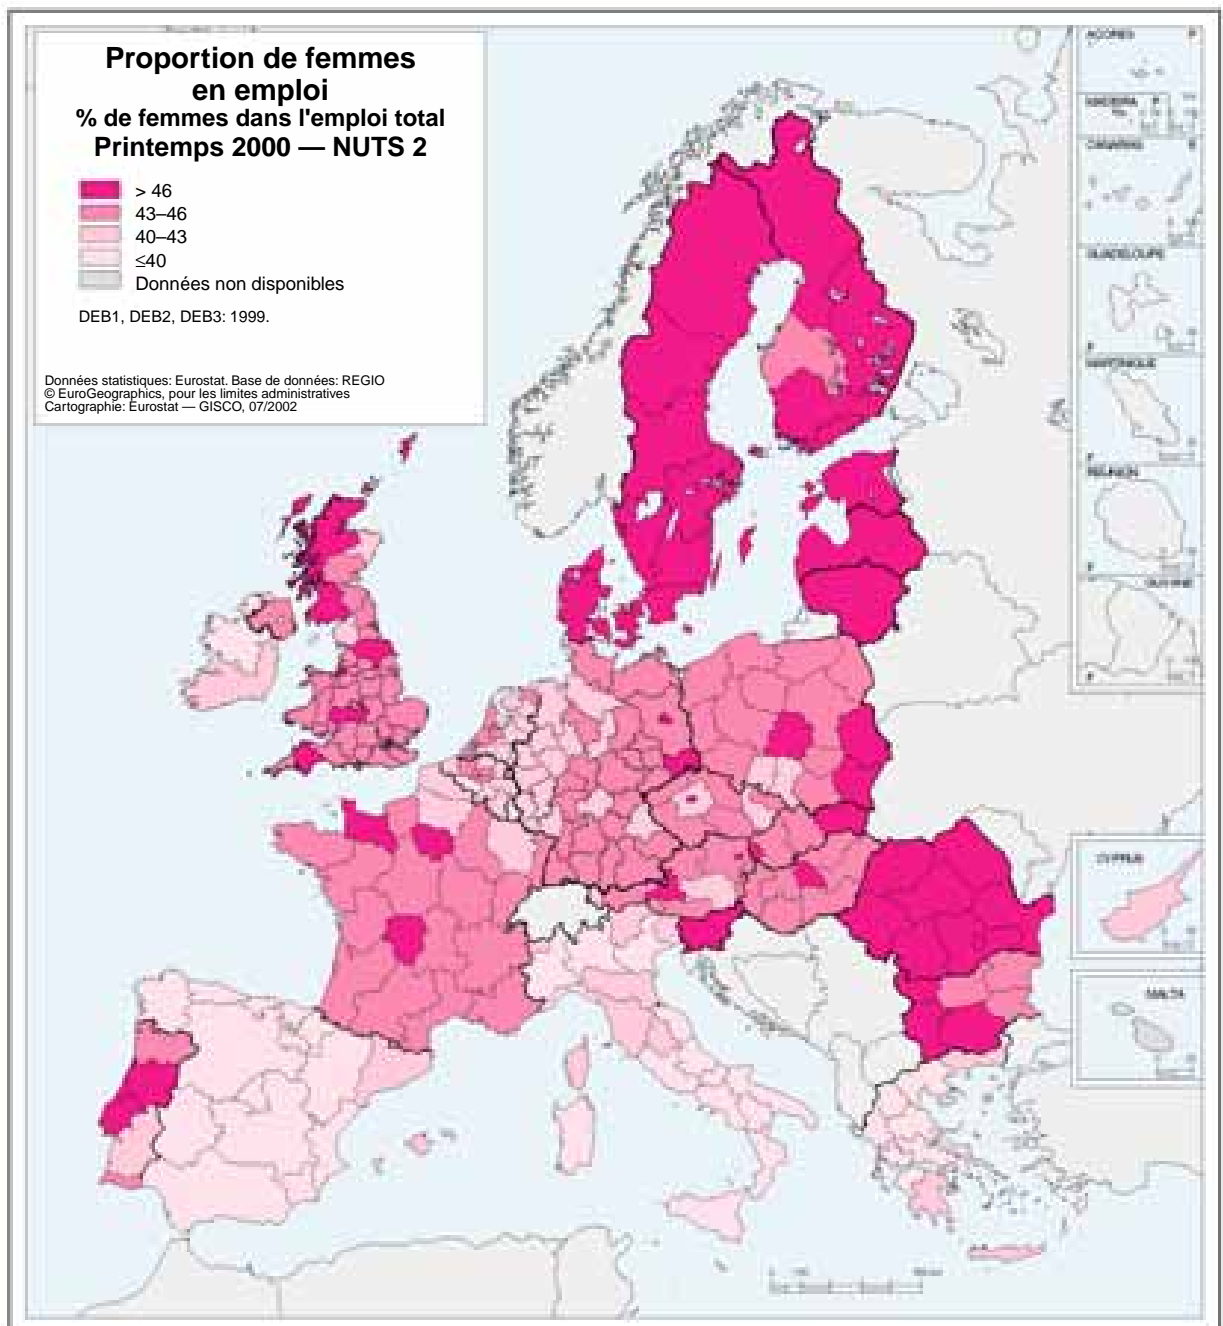 Proportion de femmes
en emploi
% de femmes dans l'emploi total
Printemps 2000 — NUTS 2
> 46
43–46
40–43
≤40
Données non disponibles
DEB1, DEB2, DEB3: 1999.
Données statistiques: Eurostat. Base de données: REGIO
© EuroGeographics, pour les limites administratives
Cartographie: Eurostat — GISCO, 07/2002
AÇORES P
MADEIRA P
CANARIAS E
GUADELOUPE
F
MARTINIQUE
F
RÉUNION
F
GUYANE
F
CYPRUS
MALTA